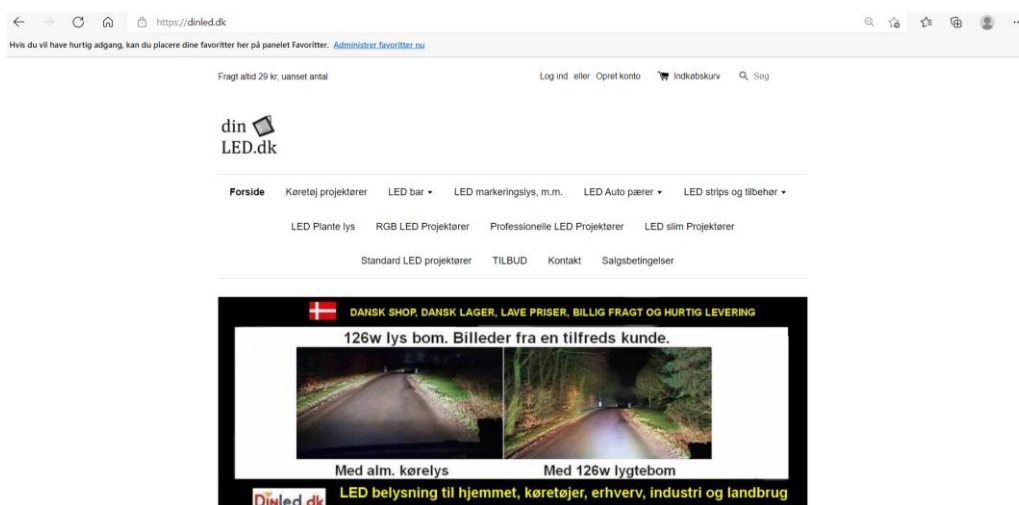 https://dinled.dk
Hvis du vil have hurtig adgang, kan du placere dine favoritter her på panelet Favoritter. Administrer favoritter nu
Fragt altid 29 kr, uanset antal Log ind eller Opret konto Indkøbskurv Søg
din
LED.dk
Forside Køretøj projektører LED bar LED markeringslys, m.m. LED Auto pærer LED strips og tilbehør
LED Plante lys RGB LED Projektører Professionelle LED Projektører LED slim Projektører
Standard LED projektører TILBUD Kontakt Salgsbetingelser
DANSK SHOP, DANSK LAGER, LAVE PRISER, BILLIG FRAGT OG HURTIG LEVERING
126w lys bom. Billeder fra en tilfreds kunde.
Med alm. kørelys Med 126w lygtebom
DinLed.dk LED belysning til hjemmet, køretøjer, erhverv, industri og landbrug